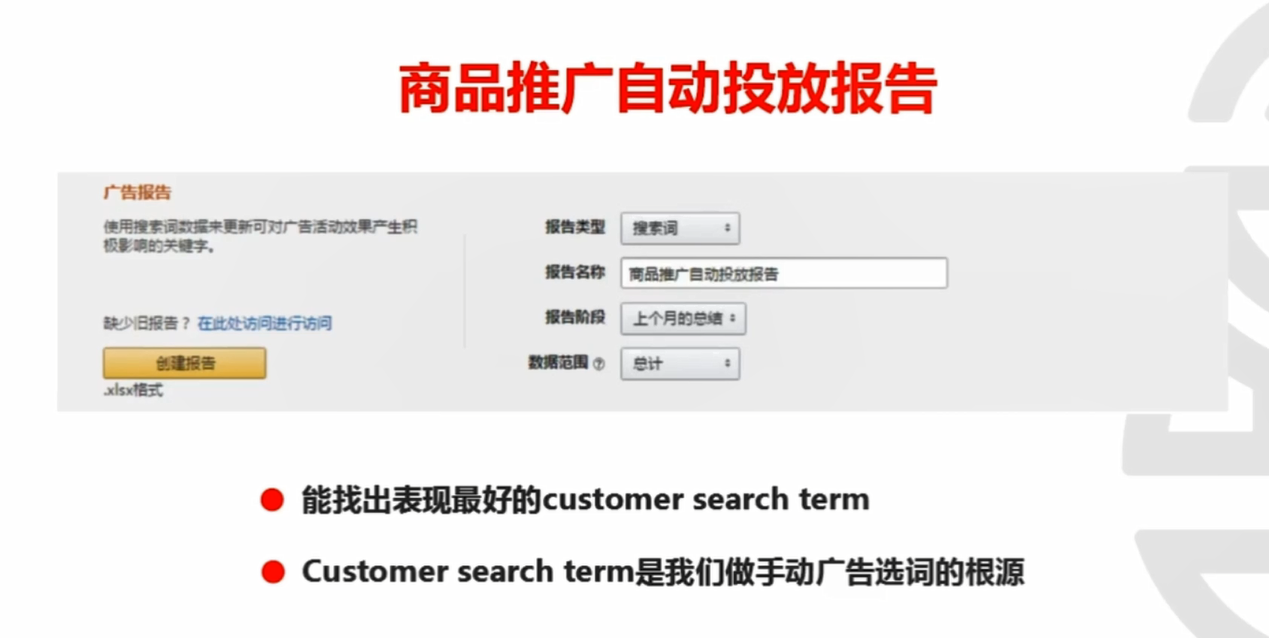 商品推广自动投放报告
广告报告
使用搜索词数据来更新可对广告活动效果产生积
极影响的关键字。
缺少旧报告？在此处访问进行访问
创建报告
.xlsx格式
报告类型 搜索词
报告名称 商品推广自动投放报告
报告阶段 上个月的总结
数据范围 ? 总计
能找出表现最好的customer search term
Customer search term是我们做手动广告选词的根源